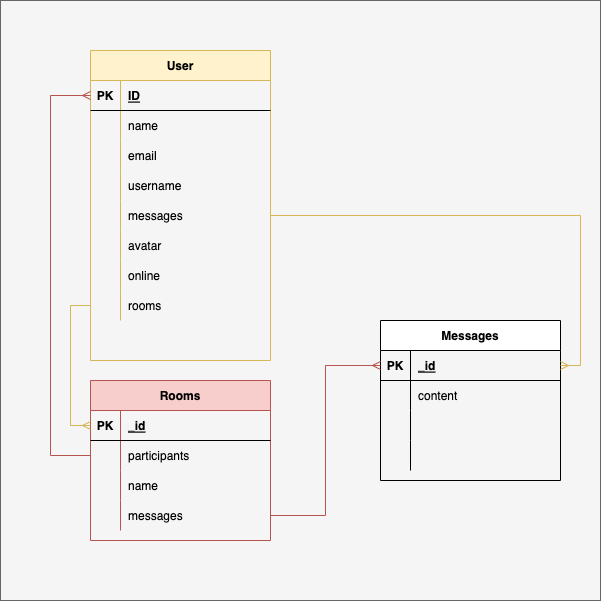 User
PK ID
name
email
username
messages
avatar
online
rooms
Rooms
PK _id
participants
name
messages
Messages
PK _id
content